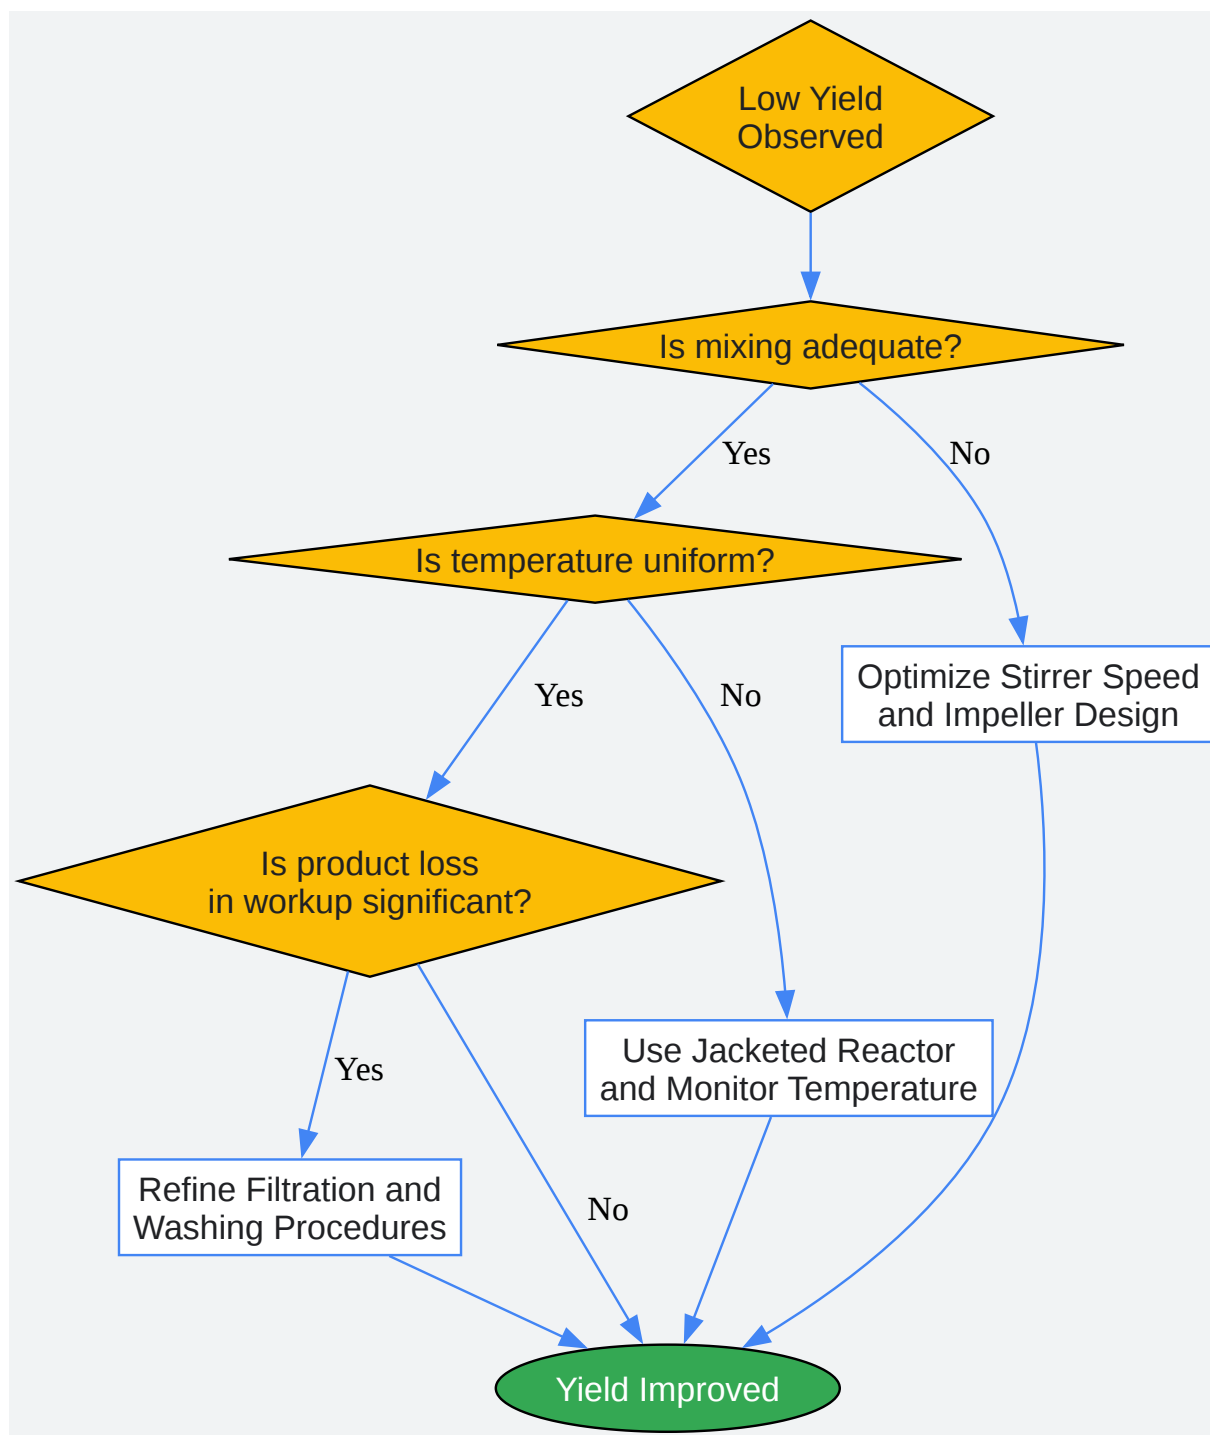 Low Yield
Observed
Is mixing adequate?
Yes
No
Is temperature uniform?
Optimize Stirrer Speed
and Impeller Design
Yes
No
Is product loss
in workup significant?
Use Jacketed Reactor
and Monitor Temperature
Yes
Refine Filtration and
Washing Procedures
No
Yield Improved